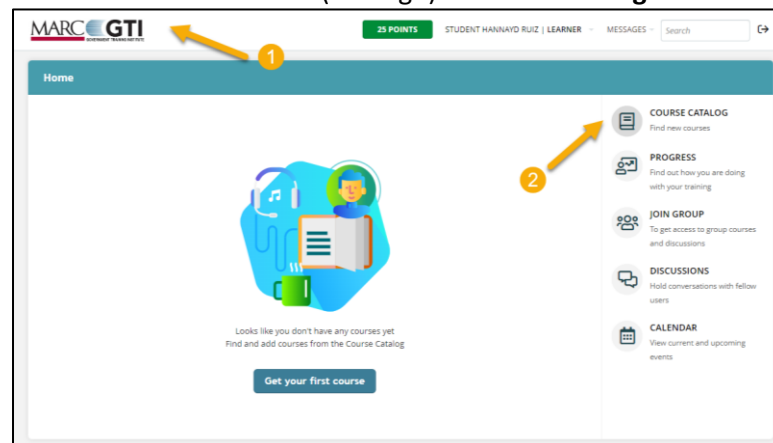 MARC GTI
GOVERNMENT TRAINING INSTITUTE
25 POINTS
STUDENT HANNAYD RUIZ | LEARNER
MESSAGES
Search
1
Home
2
COURSE CATALOG
Find new courses
PROGRESS
Find out how you are doing
with your training
JOIN GROUP
To get access to group courses
and discussions
DISCUSSIONS
Hold conversations with fellow
users
CALENDAR
View current and upcoming
events
Looks like you don't have any courses yet
Find and add courses from the Course Catalog
Get your first course